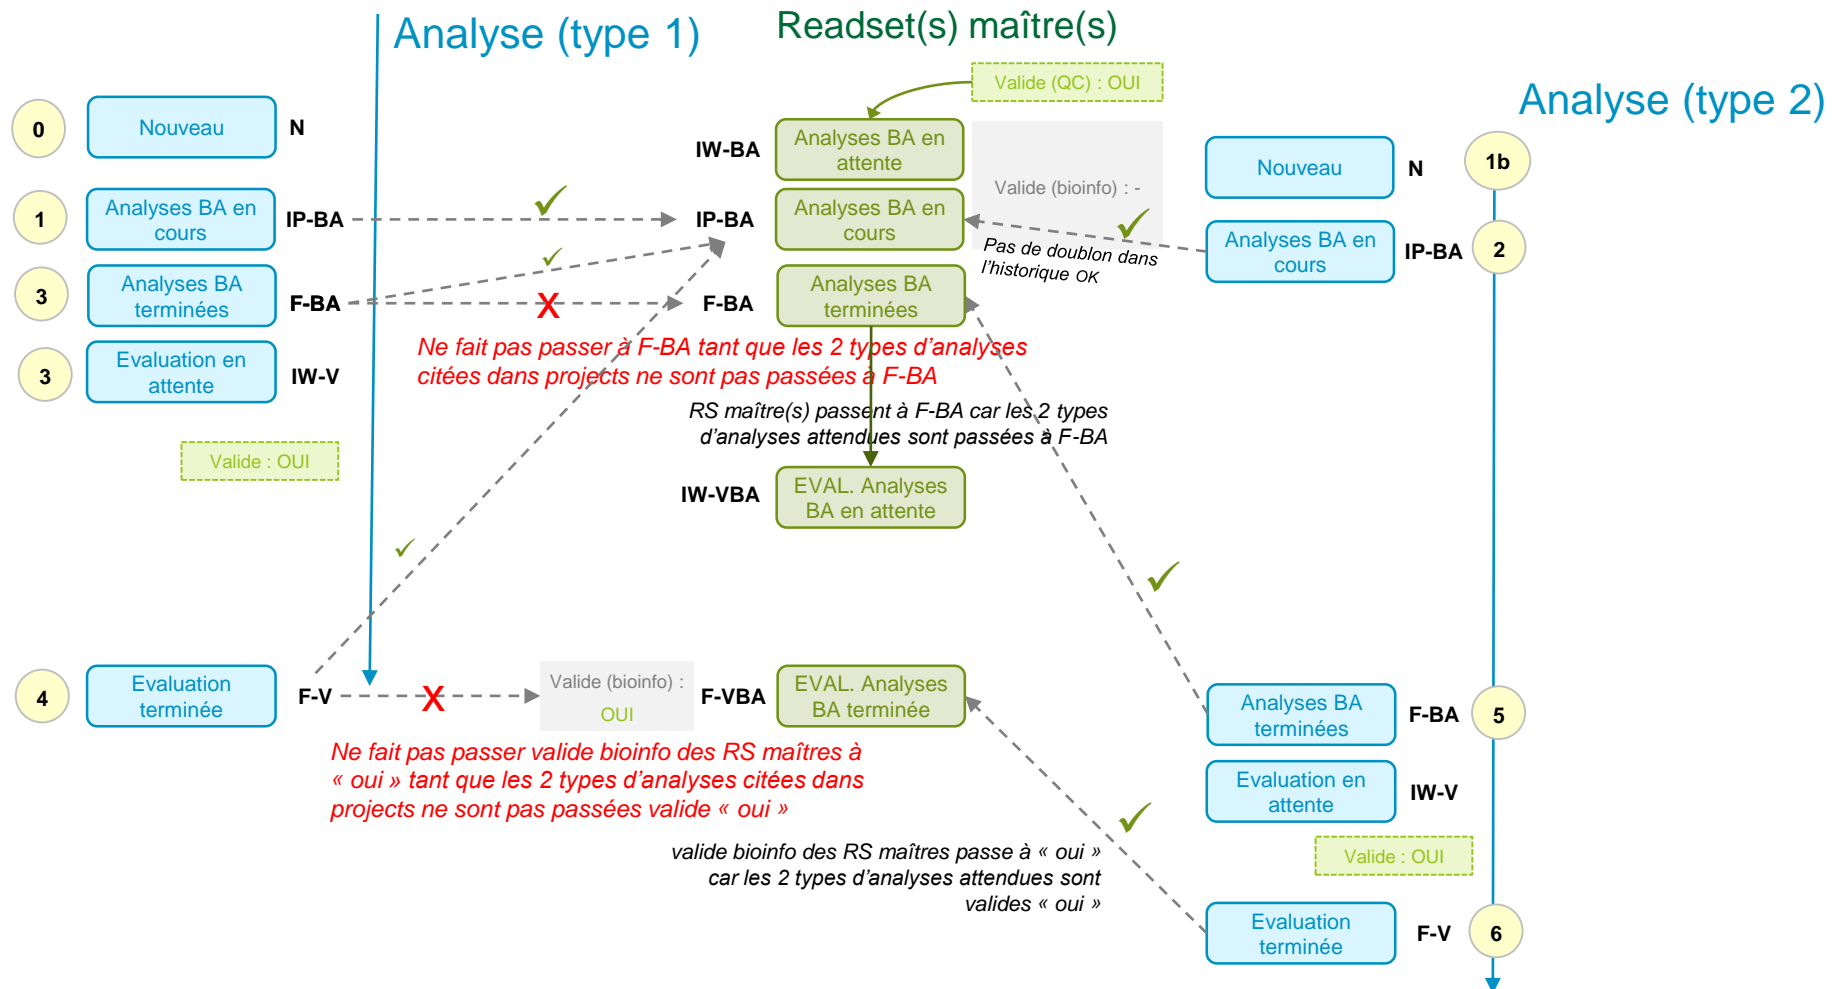 Analyse (type 1)
Readset(s) maître(s)
Analyse (type 2)
0
Nouveau
N
1
Analyses BA en
cours
IP-BA
3
Analyses BA
terminées
F-BA
3
Evaluation en
attente
IW-V
Valide : OUI
4
Evaluation
terminée
F-V
X
X
Valide (QC) : OUI
IW-BA
Analyses BA en
attente
Valide (bioinfo) : -
IP-BA
Analyses BA en
cours
Pas de doublon dans
l'historique OK
F-BA
Analyses BA
terminées
Ne fait pas passer à F-BA tant que les 2 types d'analyses
citées dans projects ne sont pas passées à F-BA
RS maître(s) passent à F-BA car les 2 types
d'analyses attendues sont passées à F-BA
IW-VBA
EVAL. Analyses
BA en attente
Valide (bioinfo) :
OUI
F-VBA
EVAL. Analyses
BA terminée
Ne fait pas passer valide bioinfo des RS maîtres à
« oui » tant que les 2 types d'analyses citées dans
projects ne sont pas passées valide « oui »
valide bioinfo des RS maîtres passe à « oui »
car les 2 types d'analyses attendues sont
valides « oui »
Nouveau
N
1b
Analyses BA en
cours
IP-BA
2
Analyses BA
terminées
F-BA
5
Evaluation en
attente
IW-V
Valide : OUI
Evaluation
terminée
F-V
6